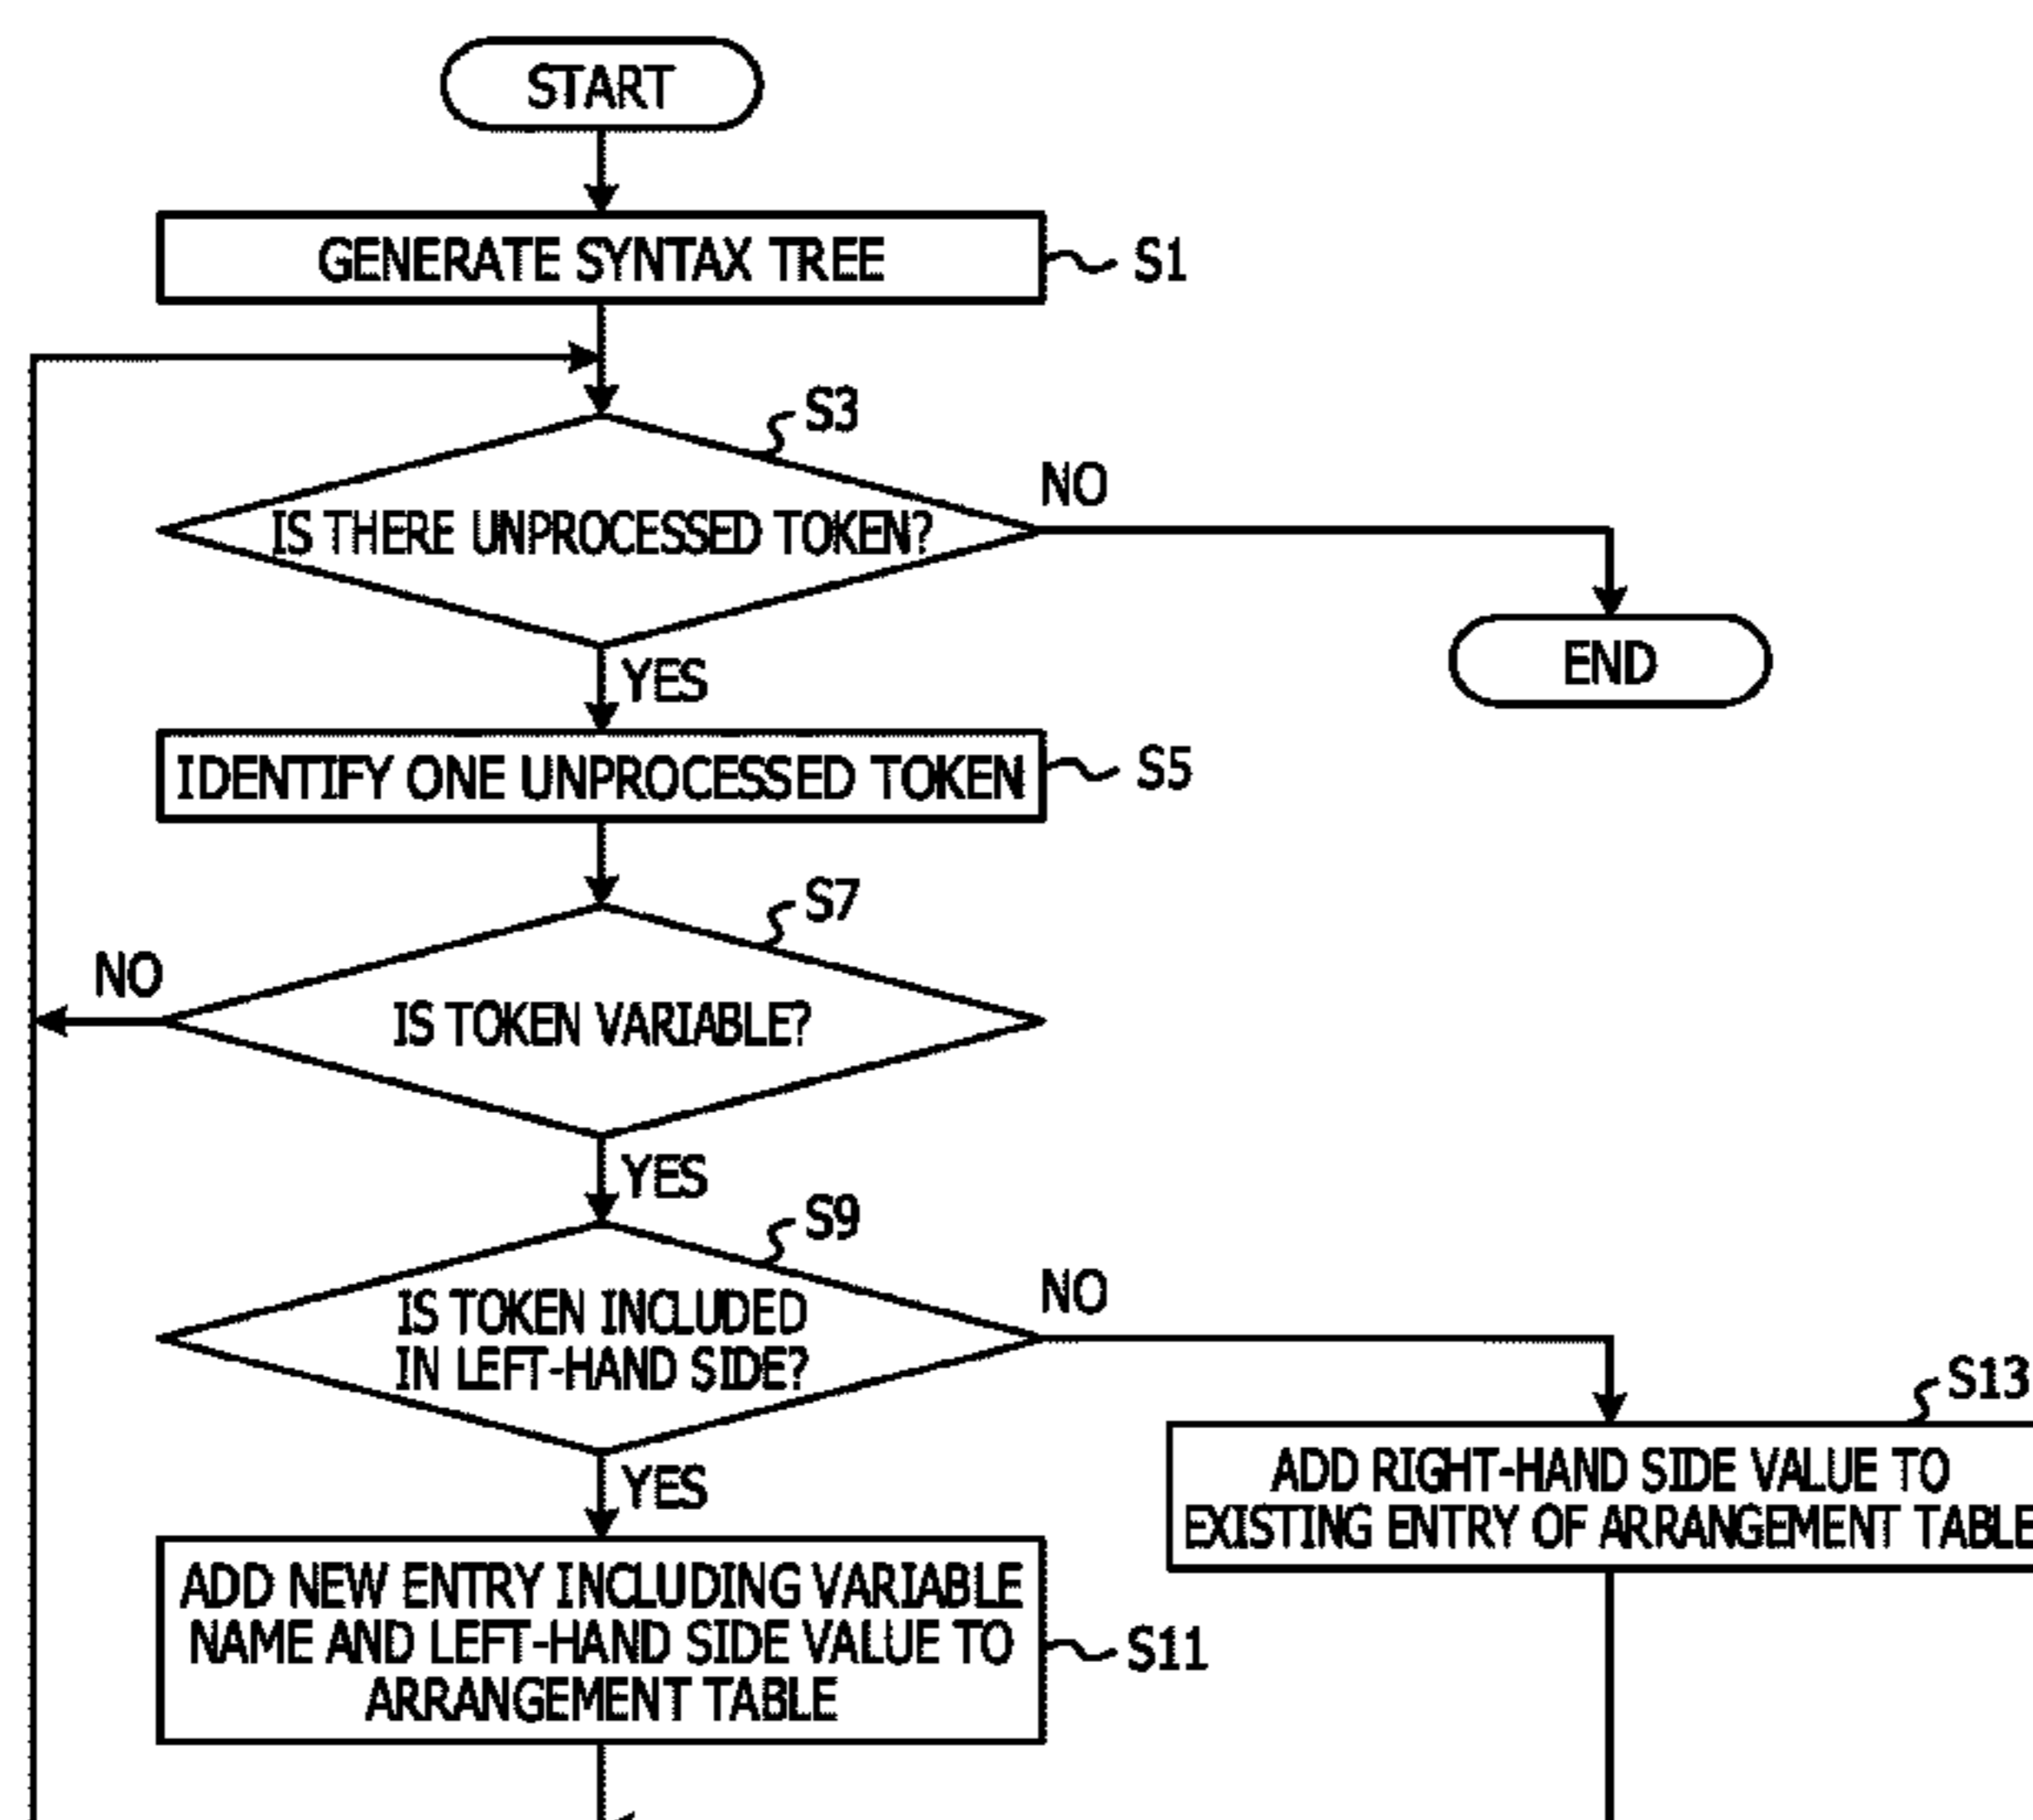 START
GENERATE SYNTAX TREE
S1
S3
IS THERE UNPROCESSED TOKEN?
NO
END
YES
IDENTIFY ONE UNPROCESSED TOKEN
S5
S7
NO
IS TOKEN VARIABLE?
YES
S9
IS TOKEN INCLUDED
IN LEFT-HAND SIDE?
NO
S13
ADD RIGHT-HAND SIDE VALUE TO
EXISTING ENTRY OF ARRANGEMENT TABLE
YES
ADD NEW ENTRY INCLUDING VARIABLE
NAME AND LEFT-HAND SIDE VALUE TO
ARRANGEMENT TABLE
S11